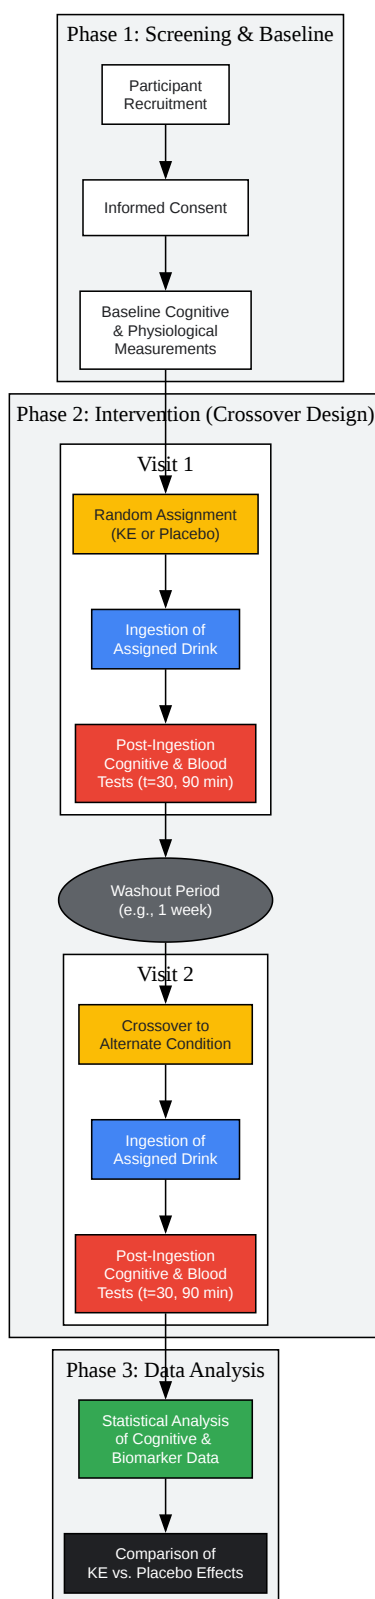 Phase 1: Screening & Baseline
Participant
Recruitment
Informed Consent
Baseline Cognitive
& Physiological
Measurements
Phase 2: Intervention (Crossover Design)
Visit 1
Random Assignment
(KE or Placebo)
Ingestion of
Assigned Drink
Post-Ingestion
Cognitive & Blood
Tests (t=30, 90 min)
Washout Period
(e.g., 1 week)
Visit 2
Crossover to
Alternate Condition
Ingestion of
Assigned Drink
Post-Ingestion
Cognitive & Blood
Tests (t=30, 90 min)
Phase 3: Data Analysis
Statistical Analysis
of Cognitive &
Biomarker Data
Comparison of
KE vs. Placebo Effects